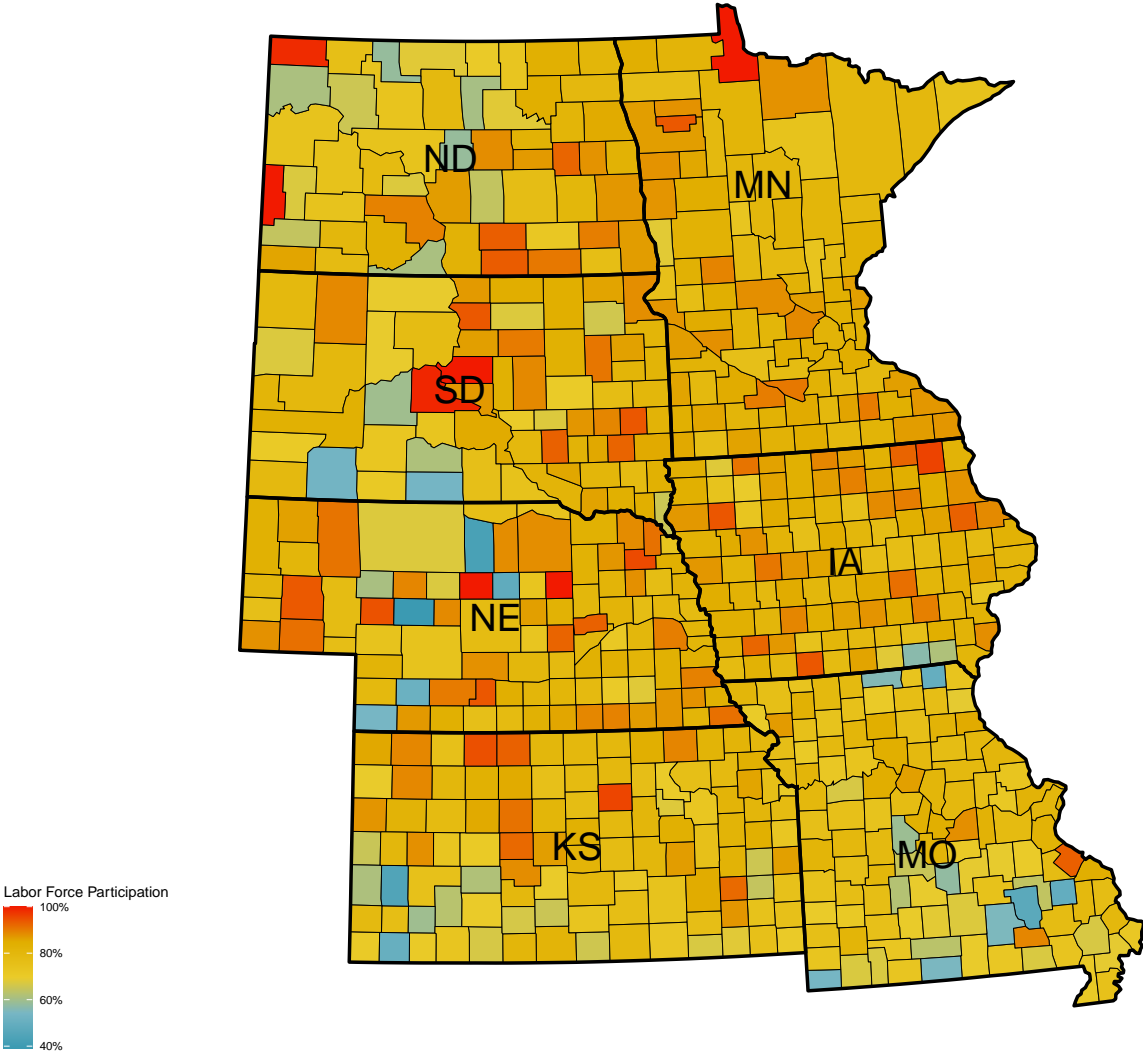 ND
MN
SD
IA
NE
KS
MO
Labor Force Participation
100%
80%
60%
40%